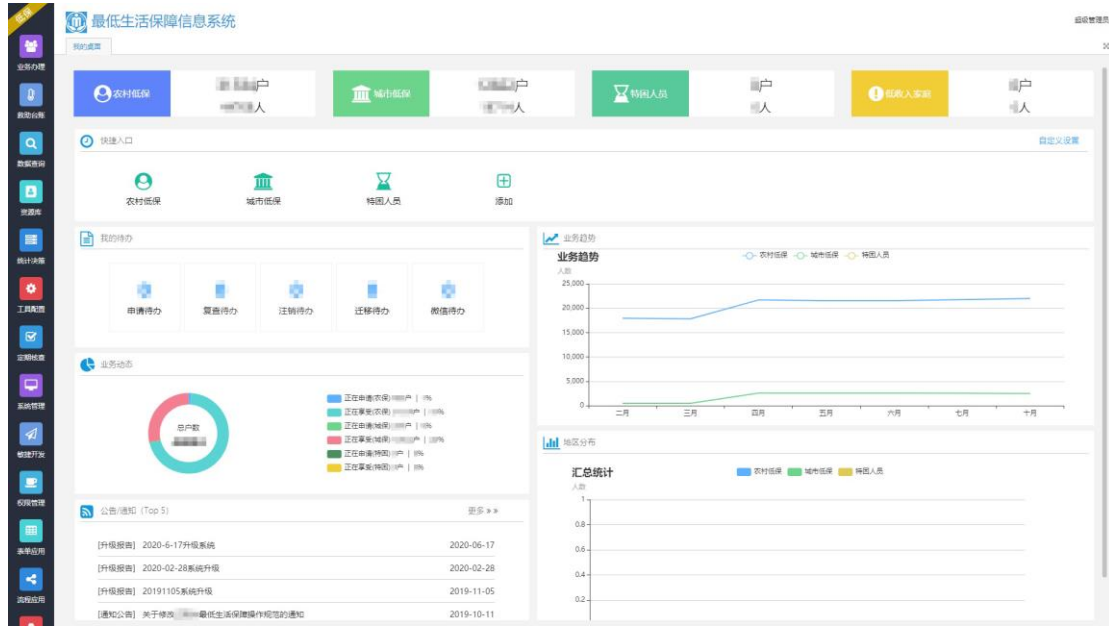 低保
最低生活保障信息系统
超级管理员
我的桌面
业务办理
救助台账
数据查询
资源库
统计决策
工具配置
定期核查
系统管理
敏捷开发
权限管理
表单应用
流程应用
农村低保
户
人
城市低保
户
人
特困人员
户
人
低收入家庭
户
人
快捷入口
自定义设置
农村低保
城市低保
特困人员
添加
我的待办
申请待办
复查待办
注销待办
迁移待办
微信待办
业务动态
总户数
正在申请(农保) 户 | %
正在享受(农保) 户 | %
正在申请(城保) 户 | %
正在享受(城保) 户 | %
正在申请(特困) 户 | %
正在享受(特困) 户 | %
公告/通知 (Top 5)
更多
[升级报告] 2020-6-17升级系统 2020-06-17
[升级报告] 2020-02-28系统升级 2020-02-28
[升级报告] 20191105系统升级 2019-11-05
[通知公告] 关于修改 最低生活保障操作规范的通知 2019-10-11
业务趋势
业务趋势
农村低保 城市低保 特困人员
人数
25,000
20,000
15,000
10,000
5,000
0
二月 三月 四月 五月 六月 七月 十月
地区分布
汇总统计
农村低保 城市低保 特困人员
人数
1
0.8
0.6
0.4
0.2